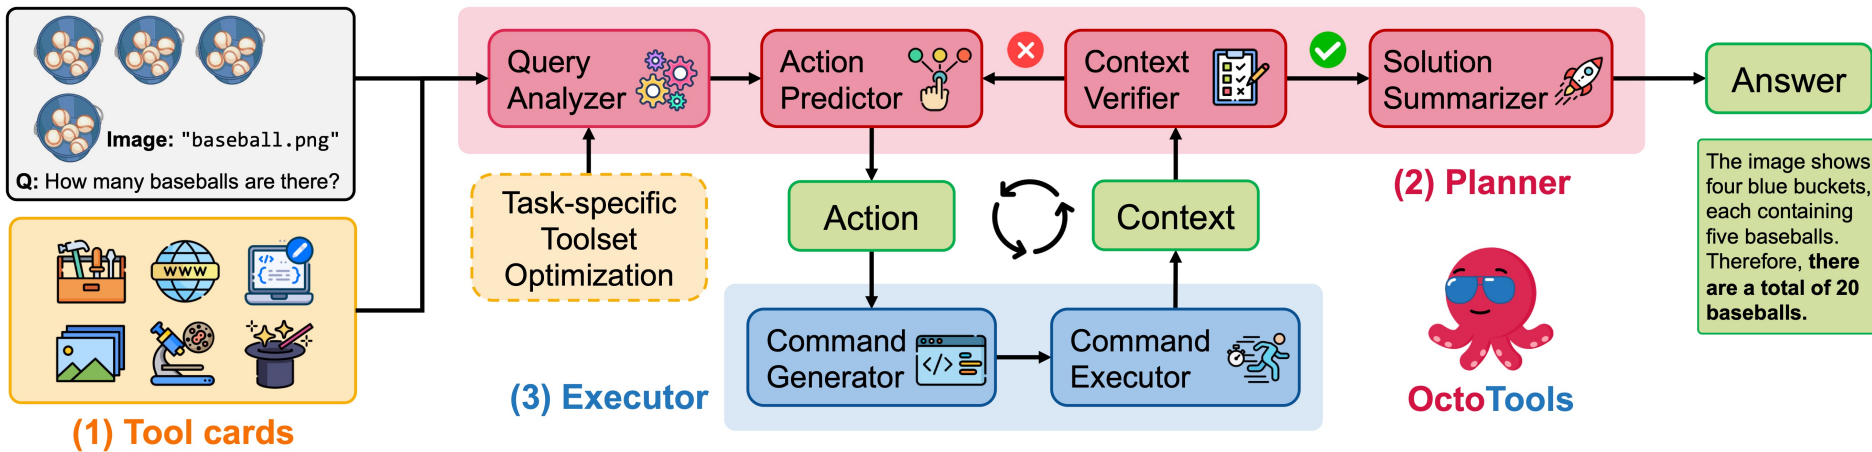 Image: "baseball.png"
Q: How many baseballs are there?
WWW
(1) Tool cards
Query
Analyzer
Action
Predictor
Context
Verifier
Solution
Summarizer
Answer
Task-specific
Toolset
Optimization
Action
Context
(2) Planner
Command
Generator
Command
Executor
(3) Executor
OctoTools
The image shows
four blue buckets,
each containing
five baseballs.
Therefore, there
are a total of 20
baseballs.